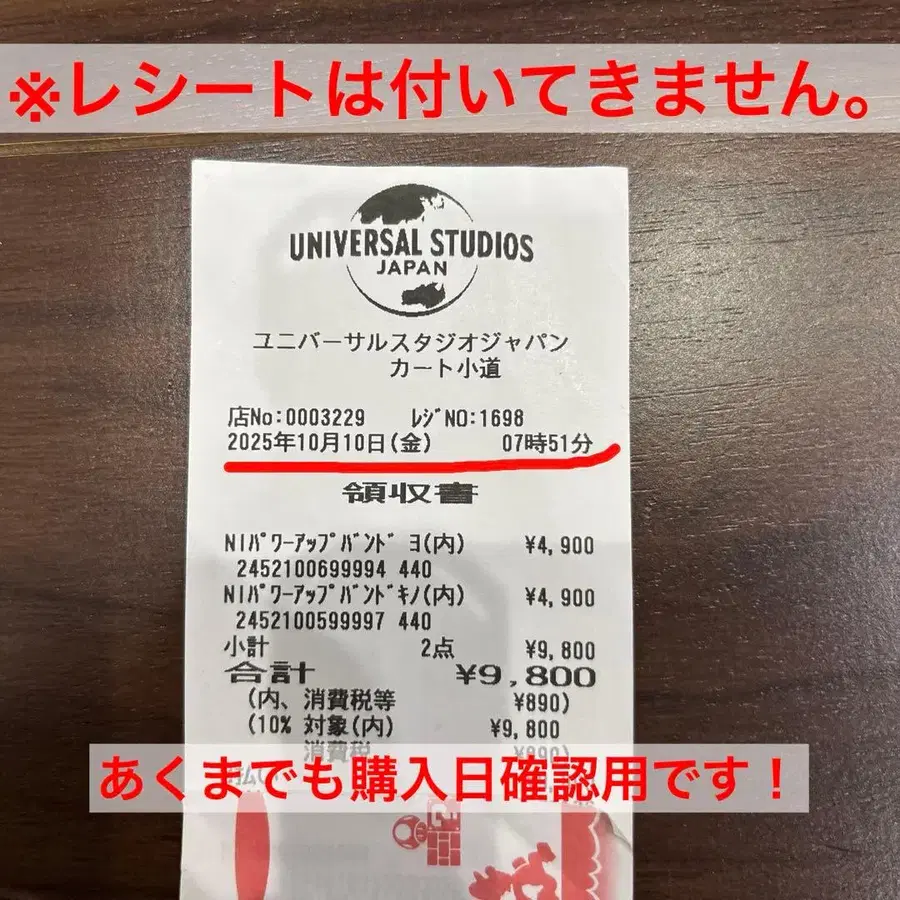 ※レシートは付いてきません。
UNIVERSAL STUDIOS
JAPAN
ユニバーサルスタジオジャパン
カート小道
店No:0003229 ﾚｼﾞNO:1698
2025年10月10日(金) 07時51分
領収書
NIﾊﾟﾜｰｱｯﾌﾟﾊﾞﾝﾄﾞ ﾖ(内) ¥4,900
2452100699994 440
NIﾊﾟﾜｰｱｯﾌﾟﾊﾞﾝﾄﾞｷﾉ(内) ¥4,900
2452100599997 440
小計 2点 ¥9,800
合計 ¥9,800
(内、消費税等 ¥890)
(10% 対象(内) ¥9,800
消費税 ¥890)
あくまでも購入日確認用です！